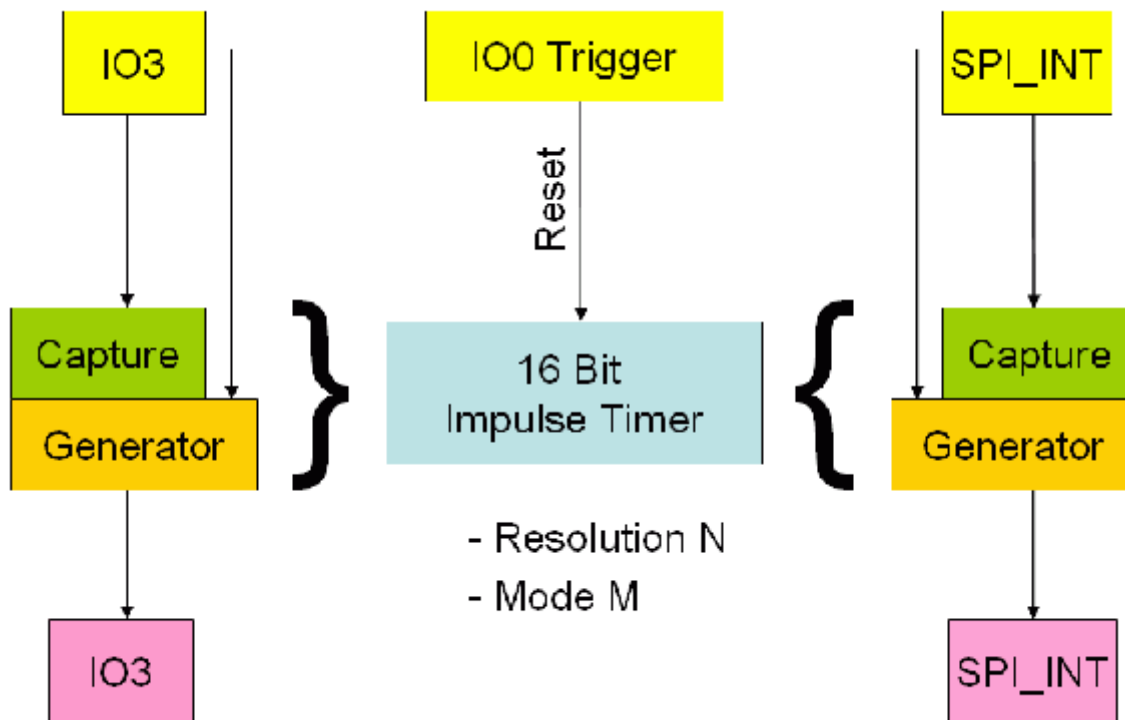 IO3
IO0 Trigger
SPI_INT
Reset
Capture
Generator
16 Bit
Impulse Timer
Capture
Generator
- Resolution N
- Mode M
IO3
SPI_INT